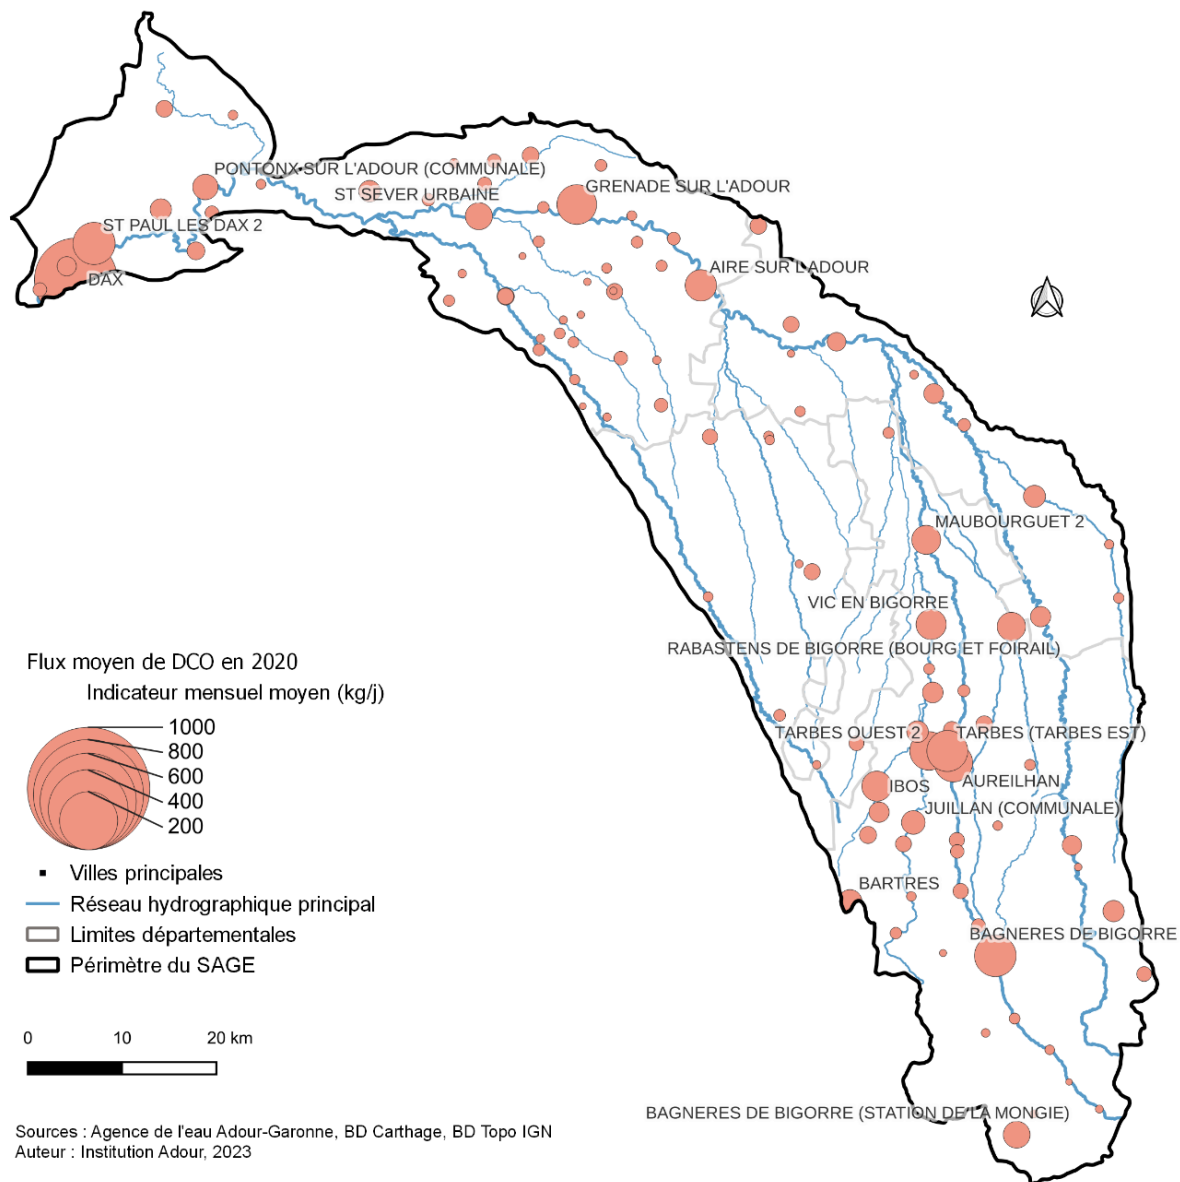 PONTONX SUR L'ADOUR (COMMUNALE)
GRENADE SUR L'ADOUR
ST SEVER URBAINE
ST PAUL LES DAX 2
AIRE SUR L'ADOUR
DAX
MAUBOURGUET 2
VIC EN BIGORRE
RABASTENS DE BIGORRE (BOURG ET FOIRAIL)
TARBES OUEST 2
TARBES (TARBES EST)
AUREILHAN
IBOS
JUILLAN (COMMUNALE)
BARTRES
BAGNERES DE BIGORRE
BAGNERES DE BIGORRE (STATION DE LA MONGIE)
Flux moyen de DCO en 2020
Indicateur mensuel moyen (kg/j)
1000
800
600
400
200
Villes principales
Réseau hydrographique principal
Limites départementales
Périmètre du SAGE
0 10 20 km
Sources : Agence de l'eau Adour-Garonne, BD Carthage, BD Topo IGN
Auteur : Institution Adour, 2023